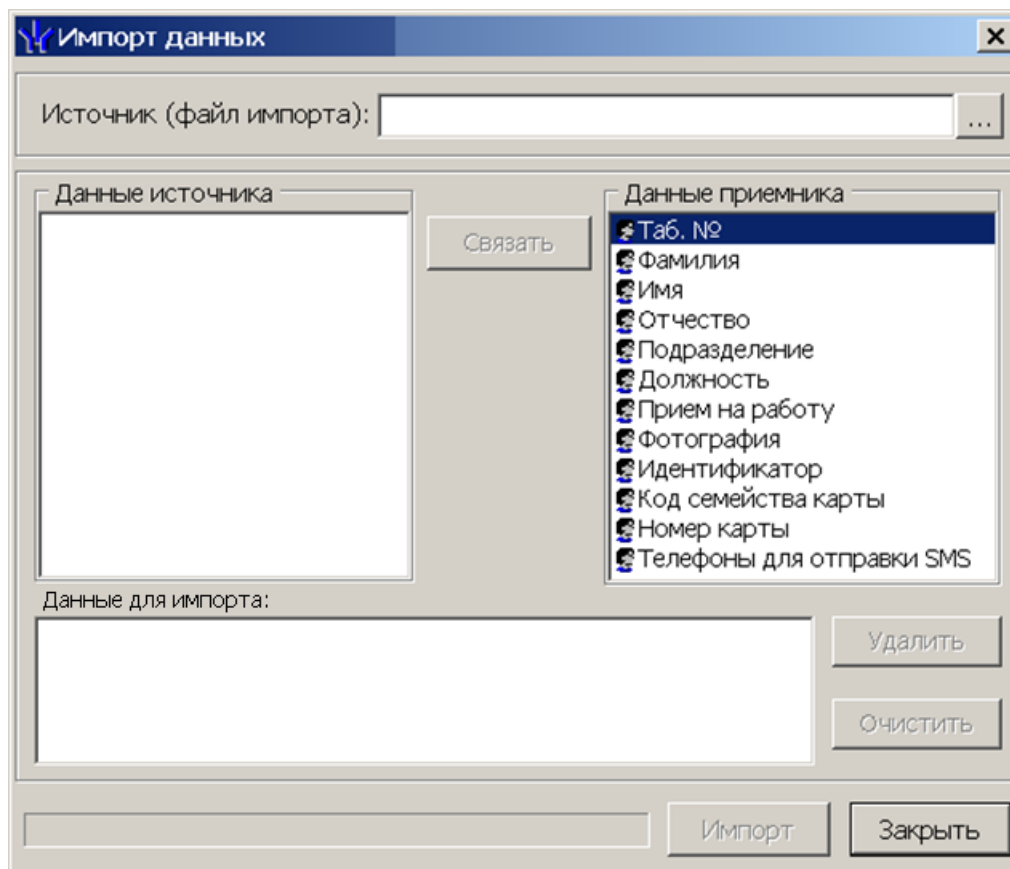 Импорт данных
Источник (файл импорта):
...
Данные источника
Связать
Данные приемника
Таб. №
Фамилия
Имя
Отчество
Подразделение
Должность
Прием на работу
Фотография
Идентификатор
Код семейства карты
Номер карты
Телефоны для отправки SMS
Данные для импорта:
Удалить
Очистить
Импорт
Закрыть